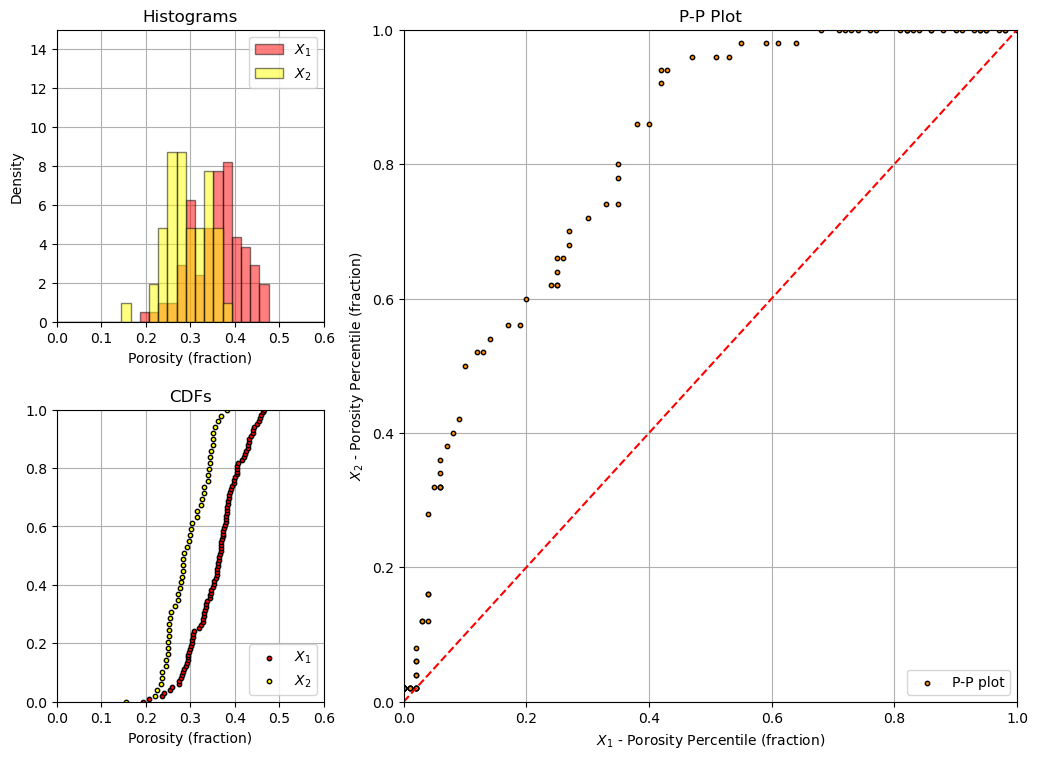 Histograms
14
12
10
8
6
4
2
0
Density
X1
X2
0.0 0.1 0.2 0.3 0.4 0.5 0.6
Porosity (fraction)
CDFs
1.0
0.8
0.6
0.4
0.2
0.0
X1
X2
0.0 0.1 0.2 0.3 0.4 0.5 0.6
Porosity (fraction)
P-P Plot
1.0
0.8
0.6
0.4
0.2
0.0
X2 - Porosity Percentile (fraction)
P-P plot
0.0 0.2 0.4 0.6 0.8 1.0
X1 - Porosity Percentile (fraction)